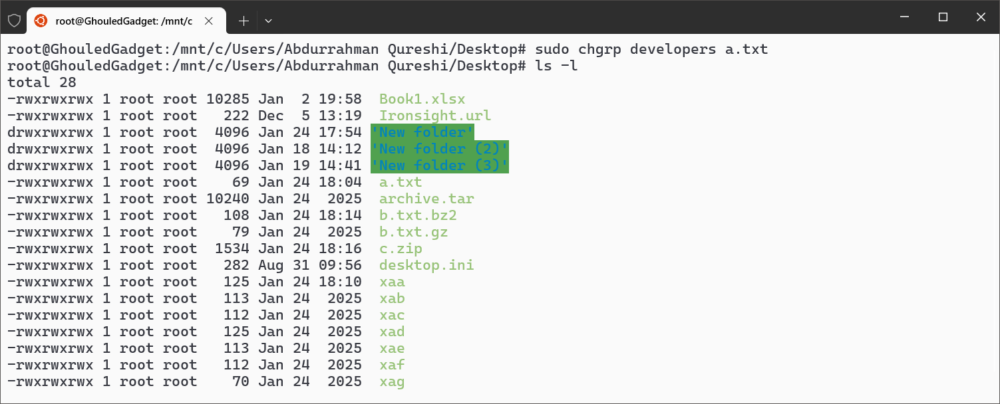 root@GhouledGadget: /mnt/c
root@GhouledGadget:/mnt/c/Users/Abdurrahman Qureshi/Desktop# sudo chgrp developers a.txt
root@GhouledGadget:/mnt/c/Users/Abdurrahman Qureshi/Desktop# ls -l
total 28
-rwxrwxrwx 1 root root 10285 Jan  2 19:58  Book1.xlsx
-rwxrwxrwx 1 root root   222 Dec  5 13:19  Ironsight.url
drwxrwxrwx 1 root root  4096 Jan 24 17:54 'New folder'
drwxrwxrwx 1 root root  4096 Jan 18 14:12 'New folder (2)'
drwxrwxrwx 1 root root  4096 Jan 19 14:41 'New folder (3)'
-rwxrwxrwx 1 root root    69 Jan 24 18:04  a.txt
-rwxrwxrwx 1 root root 10240 Jan 24  2025  archive.tar
-rwxrwxrwx 1 root root   108 Jan 24 18:14  b.txt.bz2
-rwxrwxrwx 1 root root    79 Jan 24  2025  b.txt.gz
-rwxrwxrwx 1 root root  1534 Jan 24 18:16  c.zip
-rwxrwxrwx 1 root root   282 Aug 31 09:56  desktop.ini
-rwxrwxrwx 1 root root   125 Jan 24 18:10  xaa
-rwxrwxrwx 1 root root   113 Jan 24  2025  xab
-rwxrwxrwx 1 root root   112 Jan 24  2025  xac
-rwxrwxrwx 1 root root   125 Jan 24  2025  xad
-rwxrwxrwx 1 root root   113 Jan 24  2025  xae
-rwxrwxrwx 1 root root   112 Jan 24  2025  xaf
-rwxrwxrwx 1 root root    70 Jan 24  2025  xag